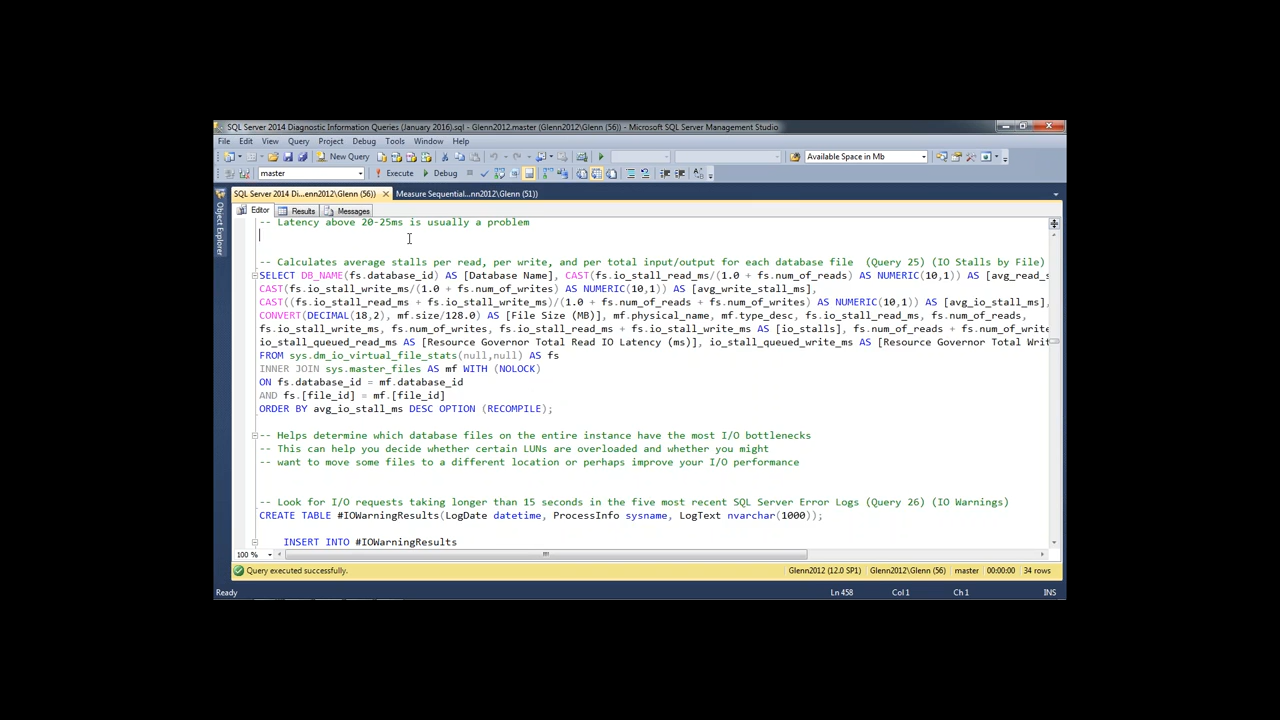 SQL Server 2014 Diagnostic Information Queries (January 2016).sql - Glenn2012.master (Glenn2012\Glenn (56)) - Microsoft SQL Server Management Studio
File Edit View Query Project Debug Tools Window Help
New Query Available Space in Mb
master Execute Debug
SQL Server 2014 Di...enn2012\Glenn (56)) Measure Sequential...nn2012\Glenn (51))
Object Explorer
Editor Results Messages
-- Latency above 20-25ms is usually a problem
-- Calculates average stalls per read, per write, and per total input/output for each database file  (Query 25) (IO Stalls by File)
SELECT DB_NAME(fs.database_id) AS [Database Name], CAST(fs.io_stall_read_ms/(1.0 + fs.num_of_reads) AS NUMERIC(10,1)) AS [avg_read_s
CAST(fs.io_stall_write_ms/(1.0 + fs.num_of_writes) AS NUMERIC(10,1)) AS [avg_write_stall_ms],
CAST((fs.io_stall_read_ms + fs.io_stall_write_ms)/(1.0 + fs.num_of_reads + fs.num_of_writes) AS NUMERIC(10,1)) AS [avg_io_stall_ms],
CONVERT(DECIMAL(18,2), mf.size/128.0) AS [File Size (MB)], mf.physical_name, mf.type_desc, fs.io_stall_read_ms, fs.num_of_reads,
fs.io_stall_write_ms, fs.num_of_writes, fs.io_stall_read_ms + fs.io_stall_write_ms AS [io_stalls], fs.num_of_reads + fs.num_of_write
io_stall_queued_read_ms AS [Resource Governor Total Read IO Latency (ms)], io_stall_queued_write_ms AS [Resource Governor Total Writ
FROM sys.dm_io_virtual_file_stats(null,null) AS fs
INNER JOIN sys.master_files AS mf WITH (NOLOCK)
ON fs.database_id = mf.database_id
AND fs.[file_id] = mf.[file_id]
ORDER BY avg_io_stall_ms DESC OPTION (RECOMPILE);
-- Helps determine which database files on the entire instance have the most I/O bottlenecks
-- This can help you decide whether certain LUNs are overloaded and whether you might
-- want to move some files to a different location or perhaps improve your I/O performance
-- Look for I/O requests taking longer than 15 seconds in the five most recent SQL Server Error Logs (Query 26) (IO Warnings)
CREATE TABLE #IOWarningResults(LogDate datetime, ProcessInfo sysname, LogText nvarchar(1000));
INSERT INTO #IOWarningResults
100 %
Query executed successfully. Glenn2012 (12.0 SP1) Glenn2012\Glenn (56) master 00:00:00 34 rows
Ready Ln 458 Col 1 Ch 1 INS